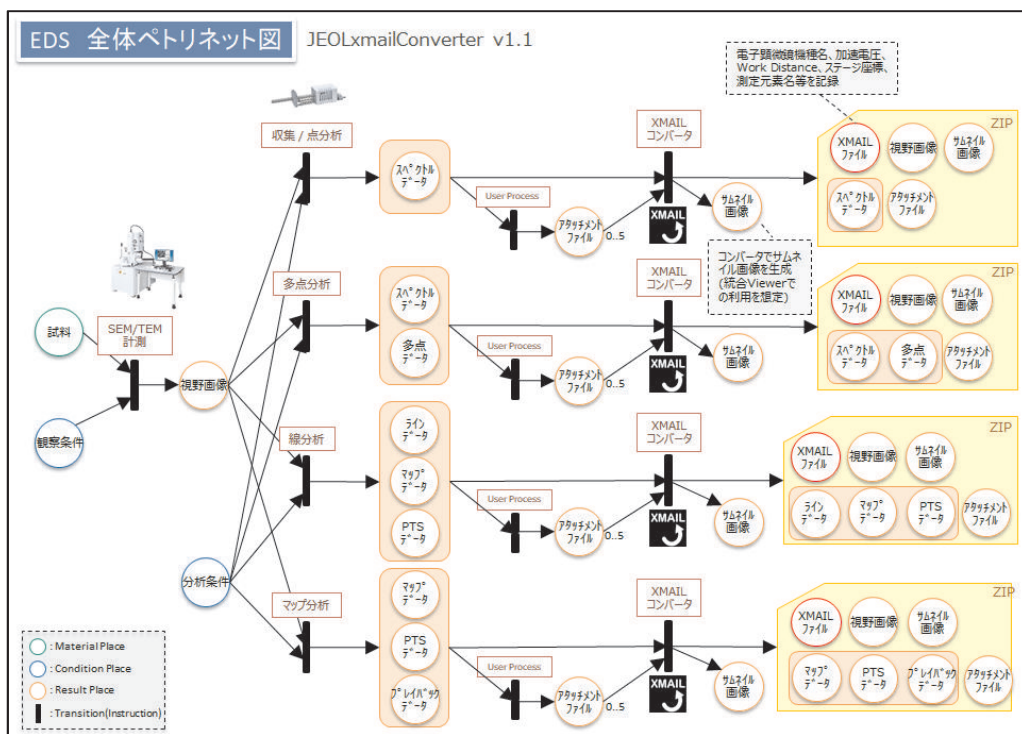 EDS 全体ペトリネット図
JEOLxmailConverter v1.1
電子顕微鏡機種名、加速電圧、
Work Distance、ステージ座標、
測定元素名等を記録
収集 / 点分析
XMAIL
コンバータ
ZIP
XMAIL
ファイル
視野画像
サムネイル
画像
スペクトル
データ
User Process
アタッチメント
ファイル
0..5
XMAIL
サムネイル
画像
スペクトル
データ
アタッチメント
ファイル
コンバータでサムネ
イル画像を生成
(統合Viewerで
の利用を想定)
多点分析
XMAIL
コンバータ
ZIP
スペクトル
データ
多点
データ
User Process
アタッチメント
ファイル
0..5
XMAIL
サムネイル
画像
XMAIL
ファイル
視野画像
サムネイル
画像
スペクトル
データ
多点
データ
アタッチメント
ファイル
試料
SEM/TEM
計測
視野画像
観察条件
線分析
XMAIL
コンバータ
ZIP
ライン
データ
マップ
データ
PTS
データ
User Process
アタッチメント
ファイル
0..5
XMAIL
サムネイル
画像
XMAIL
ファイル
視野画像
サムネイル
画像
ライン
データ
マップ
データ
PTS
データ
アタッチメント
ファイル
分析条件
マップ分析
XMAIL
コンバータ
ZIP
マップ
データ
PTS
データ
プレイバック
データ
User Process
アタッチメント
ファイル
0..5
XMAIL
サムネイル
画像
XMAIL
ファイル
視野画像
サムネイル
画像
マップ
データ
PTS
データ
プレイバック
データ
アタッチメント
ファイル
: Material Place
: Condition Place
: Result Place
: Transition(Instruction)